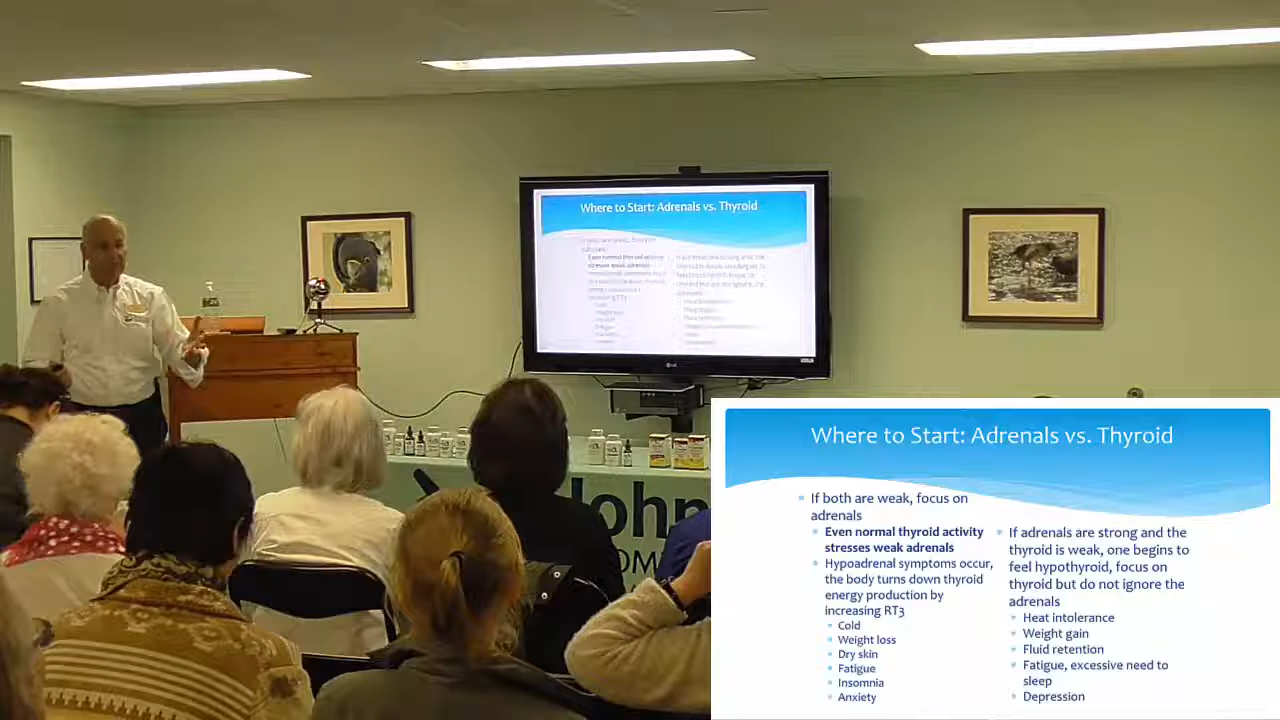 Where to Start: Adrenals vs. Thyroid
John
COM
Where to Start: Adrenals vs. Thyroid
If both are weak, focus on
adrenals
Even normal thyroid activity
stresses weak adrenals
Hypoadrenal symptoms occur,
the body turns down thyroid
energy production by
increasing RT3
Cold
Weight loss
Dry skin
Fatigue
Insomnia
Anxiety
If adrenals are strong and the
thyroid is weak, one begins to
feel hypothyroid, focus on
thyroid but do not ignore the
adrenals
Heat intolerance
Weight gain
Fluid retention
Fatigue, excessive need to
sleep
Depression